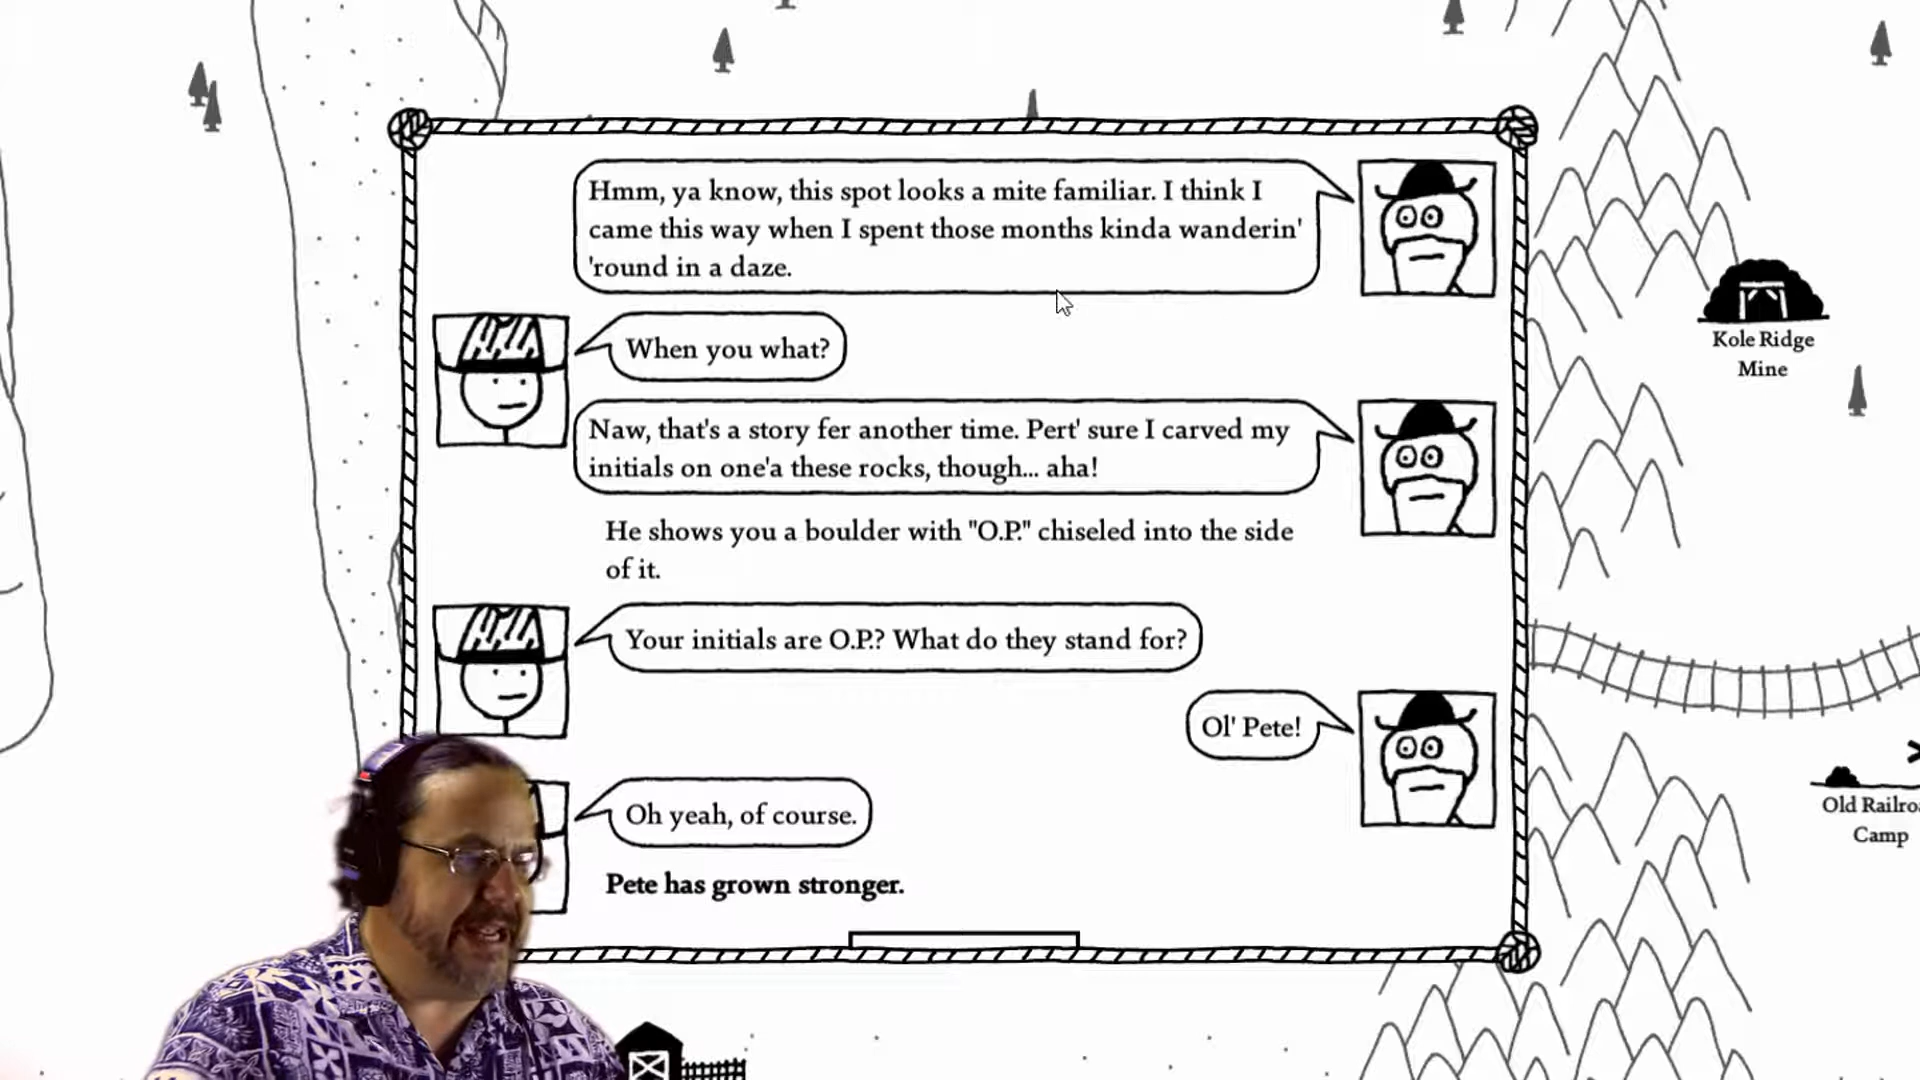 Hmm, ya know, this spot looks a mite familiar. I think I
came this way when I spent those months kinda wanderin'
'round in a daze.
When you what?
Naw, that's a story fer another time. Pert' sure I carved my
initials on one'a these rocks, though... aha!
He shows you a boulder with "O.P." chiseled into the side
of it.
Your initials are O.P.? What do they stand for?
Ol' Pete!
Oh yeah, of course.
Pete has grown stronger.
Kole Ridge
Mine
Old Railro
Camp